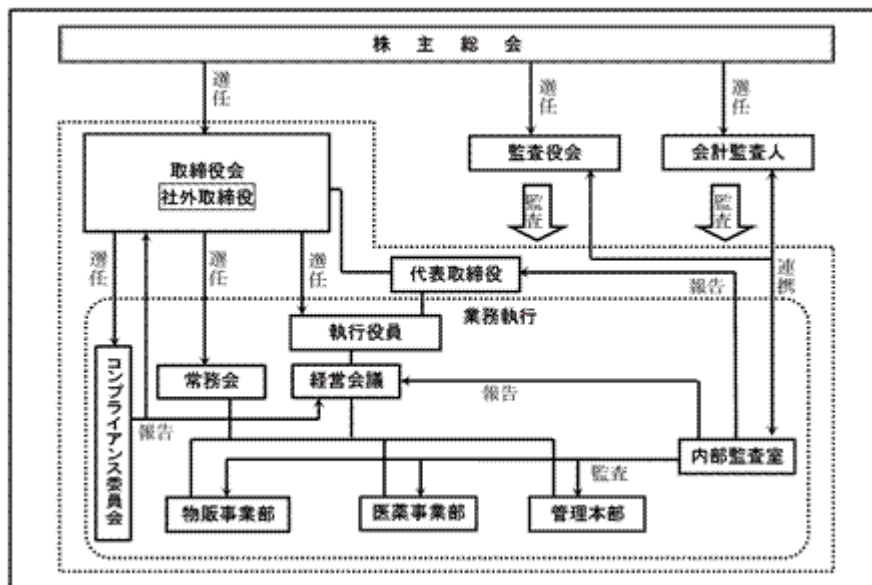 株主総会
選任
選任
選任
取締役会
社外取締役
監査役会
会計監査人
監査
監査
選任
選任
選任
代表取締役
報告
連携
業務執行
執行役員
コンプライアンス委員会
常務会
経営会議
報告
報告
内部監査室
監査
物販事業部
医薬事業部
管理本部